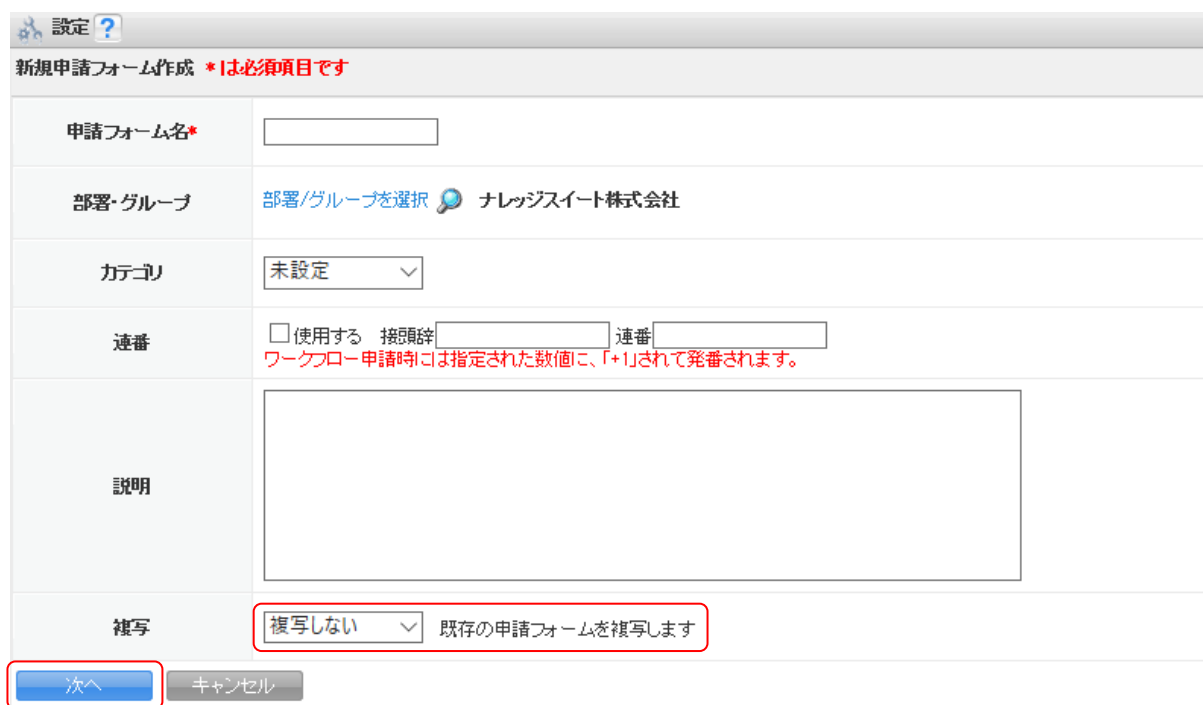 設定 ?
新規申請フォーム作成 *は必須項目です
申請フォーム名*
部署・グループ 部署/グループを選択 ナレッジスイート株式会社
カテゴリ 未設定
連番 使用する 接頭辞 連番
ワークフロー申請時には指定された数値に、「+1」されて発番されます。
説明
複写 複写しない 既存の申請フォームを複写します
次へ キャンセル